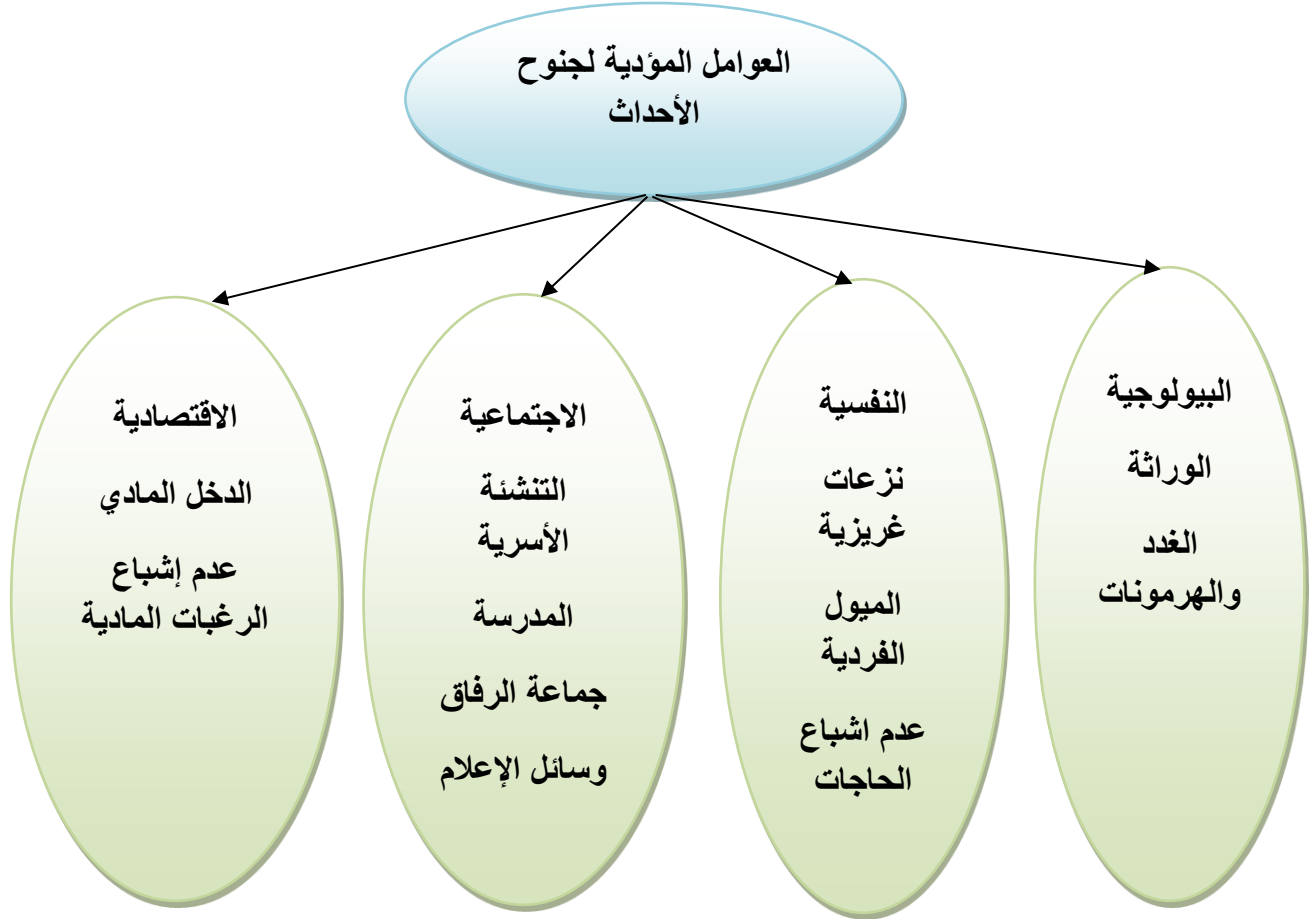 العوامل المؤدية لجنوح
الأحداث
البيولوجية
الوراثة
الغدد
والهرمونات
النفسية
نزعات
غريزية
الميول
الفردية
عدم اشباع
الحاجات
الاجتماعية
التنشئة
الأسرية
المدرسة
جماعة الرفاق
وسائل الإعلام
الاقتصادية
الدخل المادي
عدم إشباع
الرغبات المادية